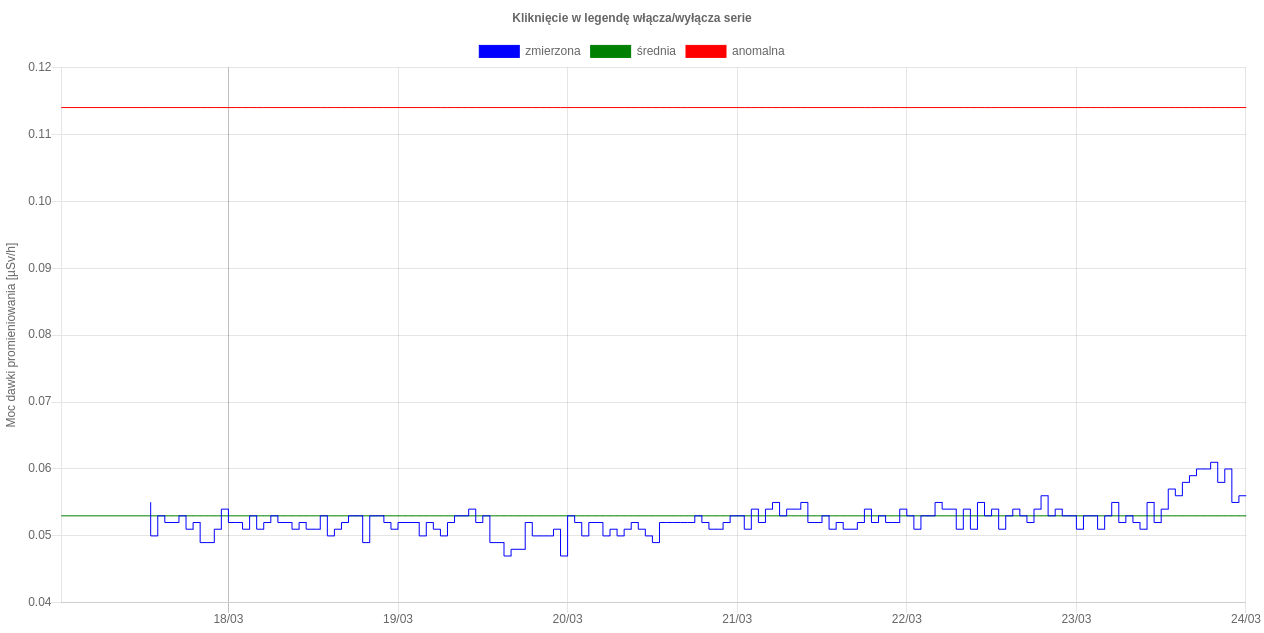 Kliknięcie w legendę włącza/wyłącza serie
zmierzona średnia anomalna
Moc dawki promieniowania [µSv/h]
0.12
0.11
0.10
0.09
0.08
0.07
0.06
0.05
0.04
18/03 19/03 20/03 21/03 22/03 23/03 24/03